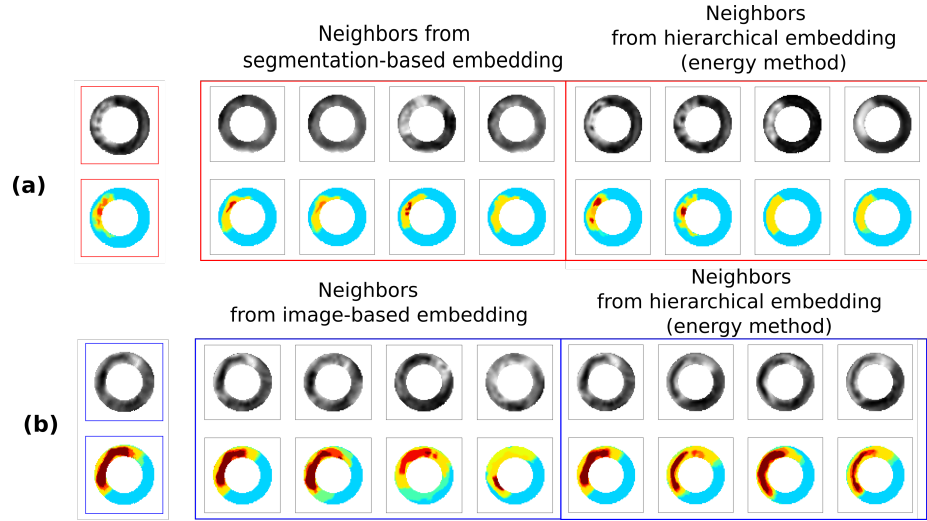 Neighbors from
segmentation-based embedding
Neighbors
from hierarchical embedding
(energy method)
(a)
Neighbors
from image-based embedding
Neighbors
from hierarchical embedding
(energy method)
(b)